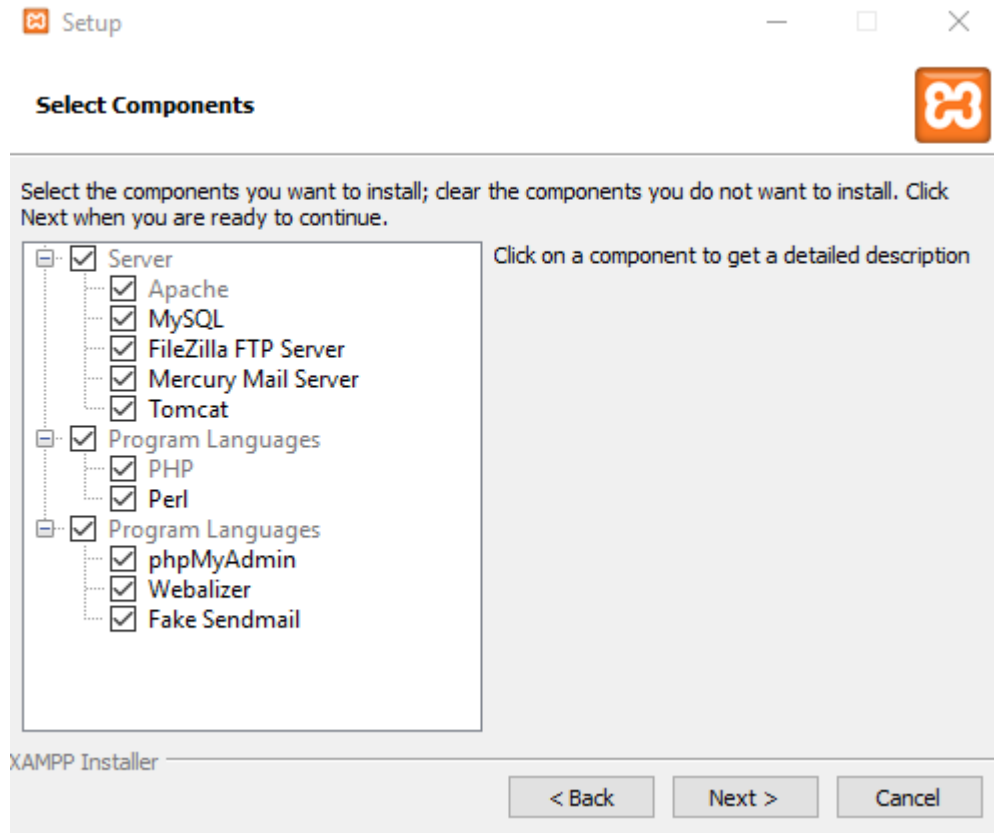 Setup
Select Components
Select the components you want to install; clear the components you do not want to install. Click
Next when you are ready to continue.
Server
Apache
MySQL
FileZilla FTP Server
Mercury Mail Server
Tomcat
Program Languages
PHP
Perl
Program Languages
phpMyAdmin
Webalizer
Fake Sendmail
Click on a component to get a detailed description
XAMPP Installer
< Back
Next >
Cancel